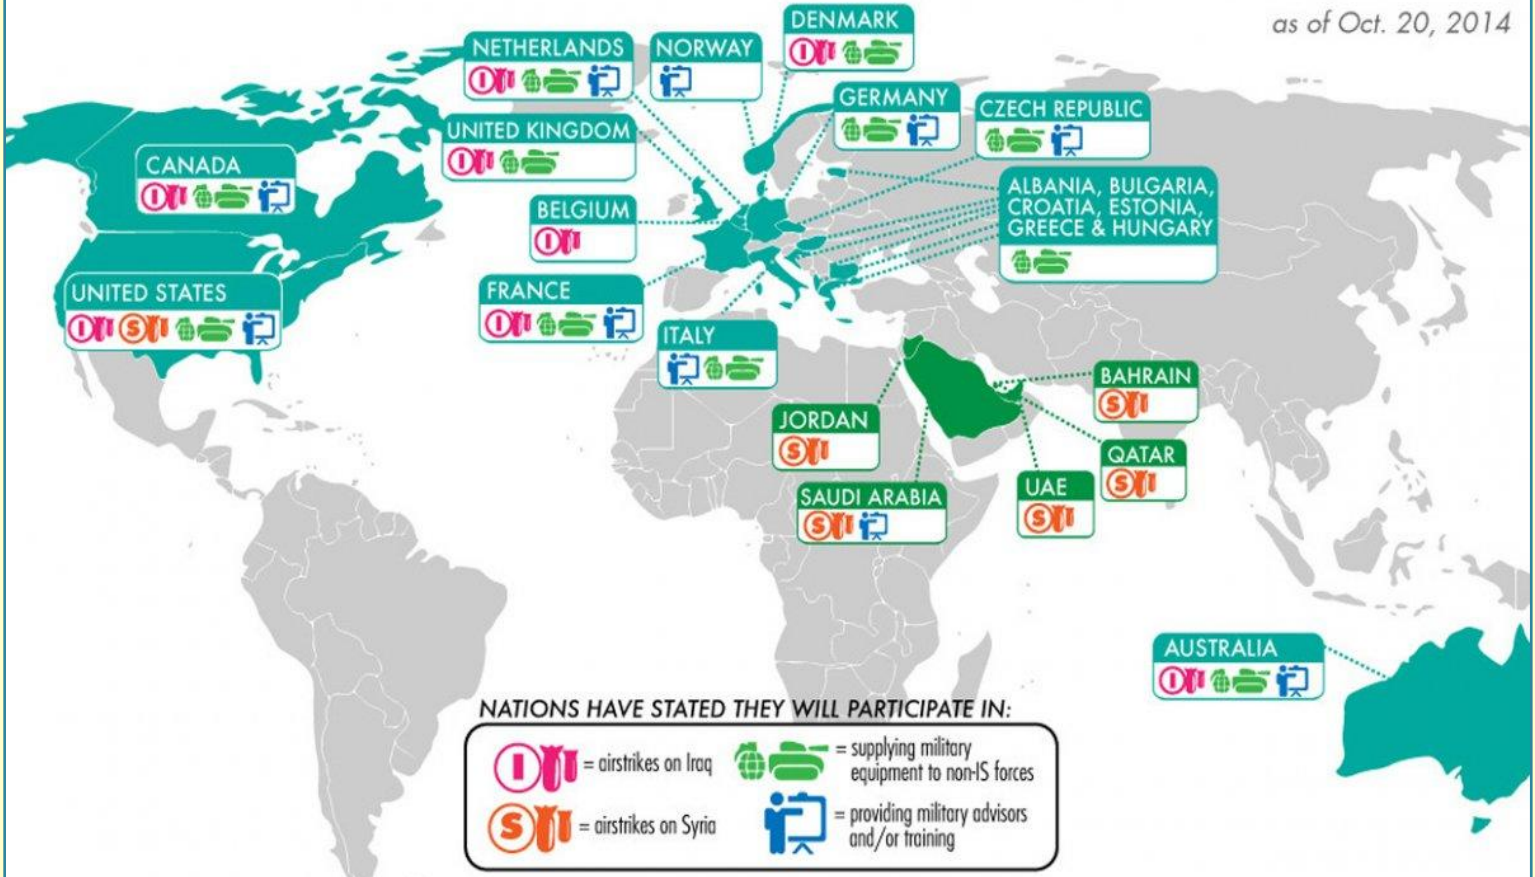 as of Oct. 20, 2014
DENMARK
I
NETHERLANDS
I
NORWAY
GERMANY
CZECH REPUBLIC
UNITED KINGDOM
I
CANADA
I
ALBANIA, BULGARIA,
CROATIA, ESTONIA,
GREECE & HUNGARY
BELGIUM
I
UNITED STATES
I S
FRANCE
I
ITALY
BAHRAIN
S
JORDAN
S
QATAR
S
SAUDI ARABIA
S
UAE
S
AUSTRALIA
I
NATIONS HAVE STATED THEY WILL PARTICIPATE IN:
I = airstrikes on Iraq
= supplying military
equipment to non-IS forces
S = airstrikes on Syria
= providing military advisors
and/or training